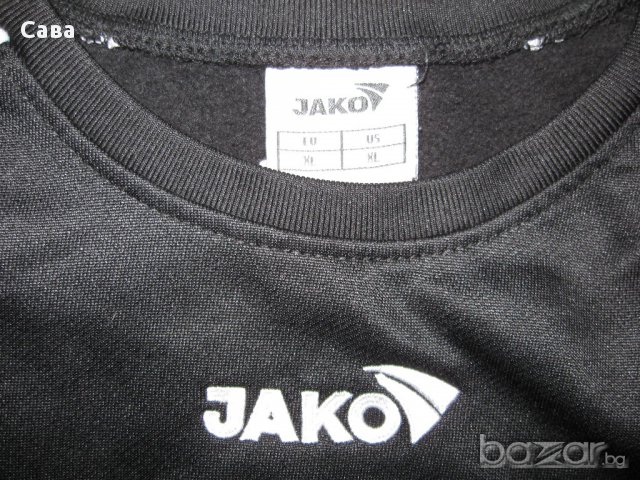 Сава
JAKO
EU US
XL XL
JAKO
bazar.bg